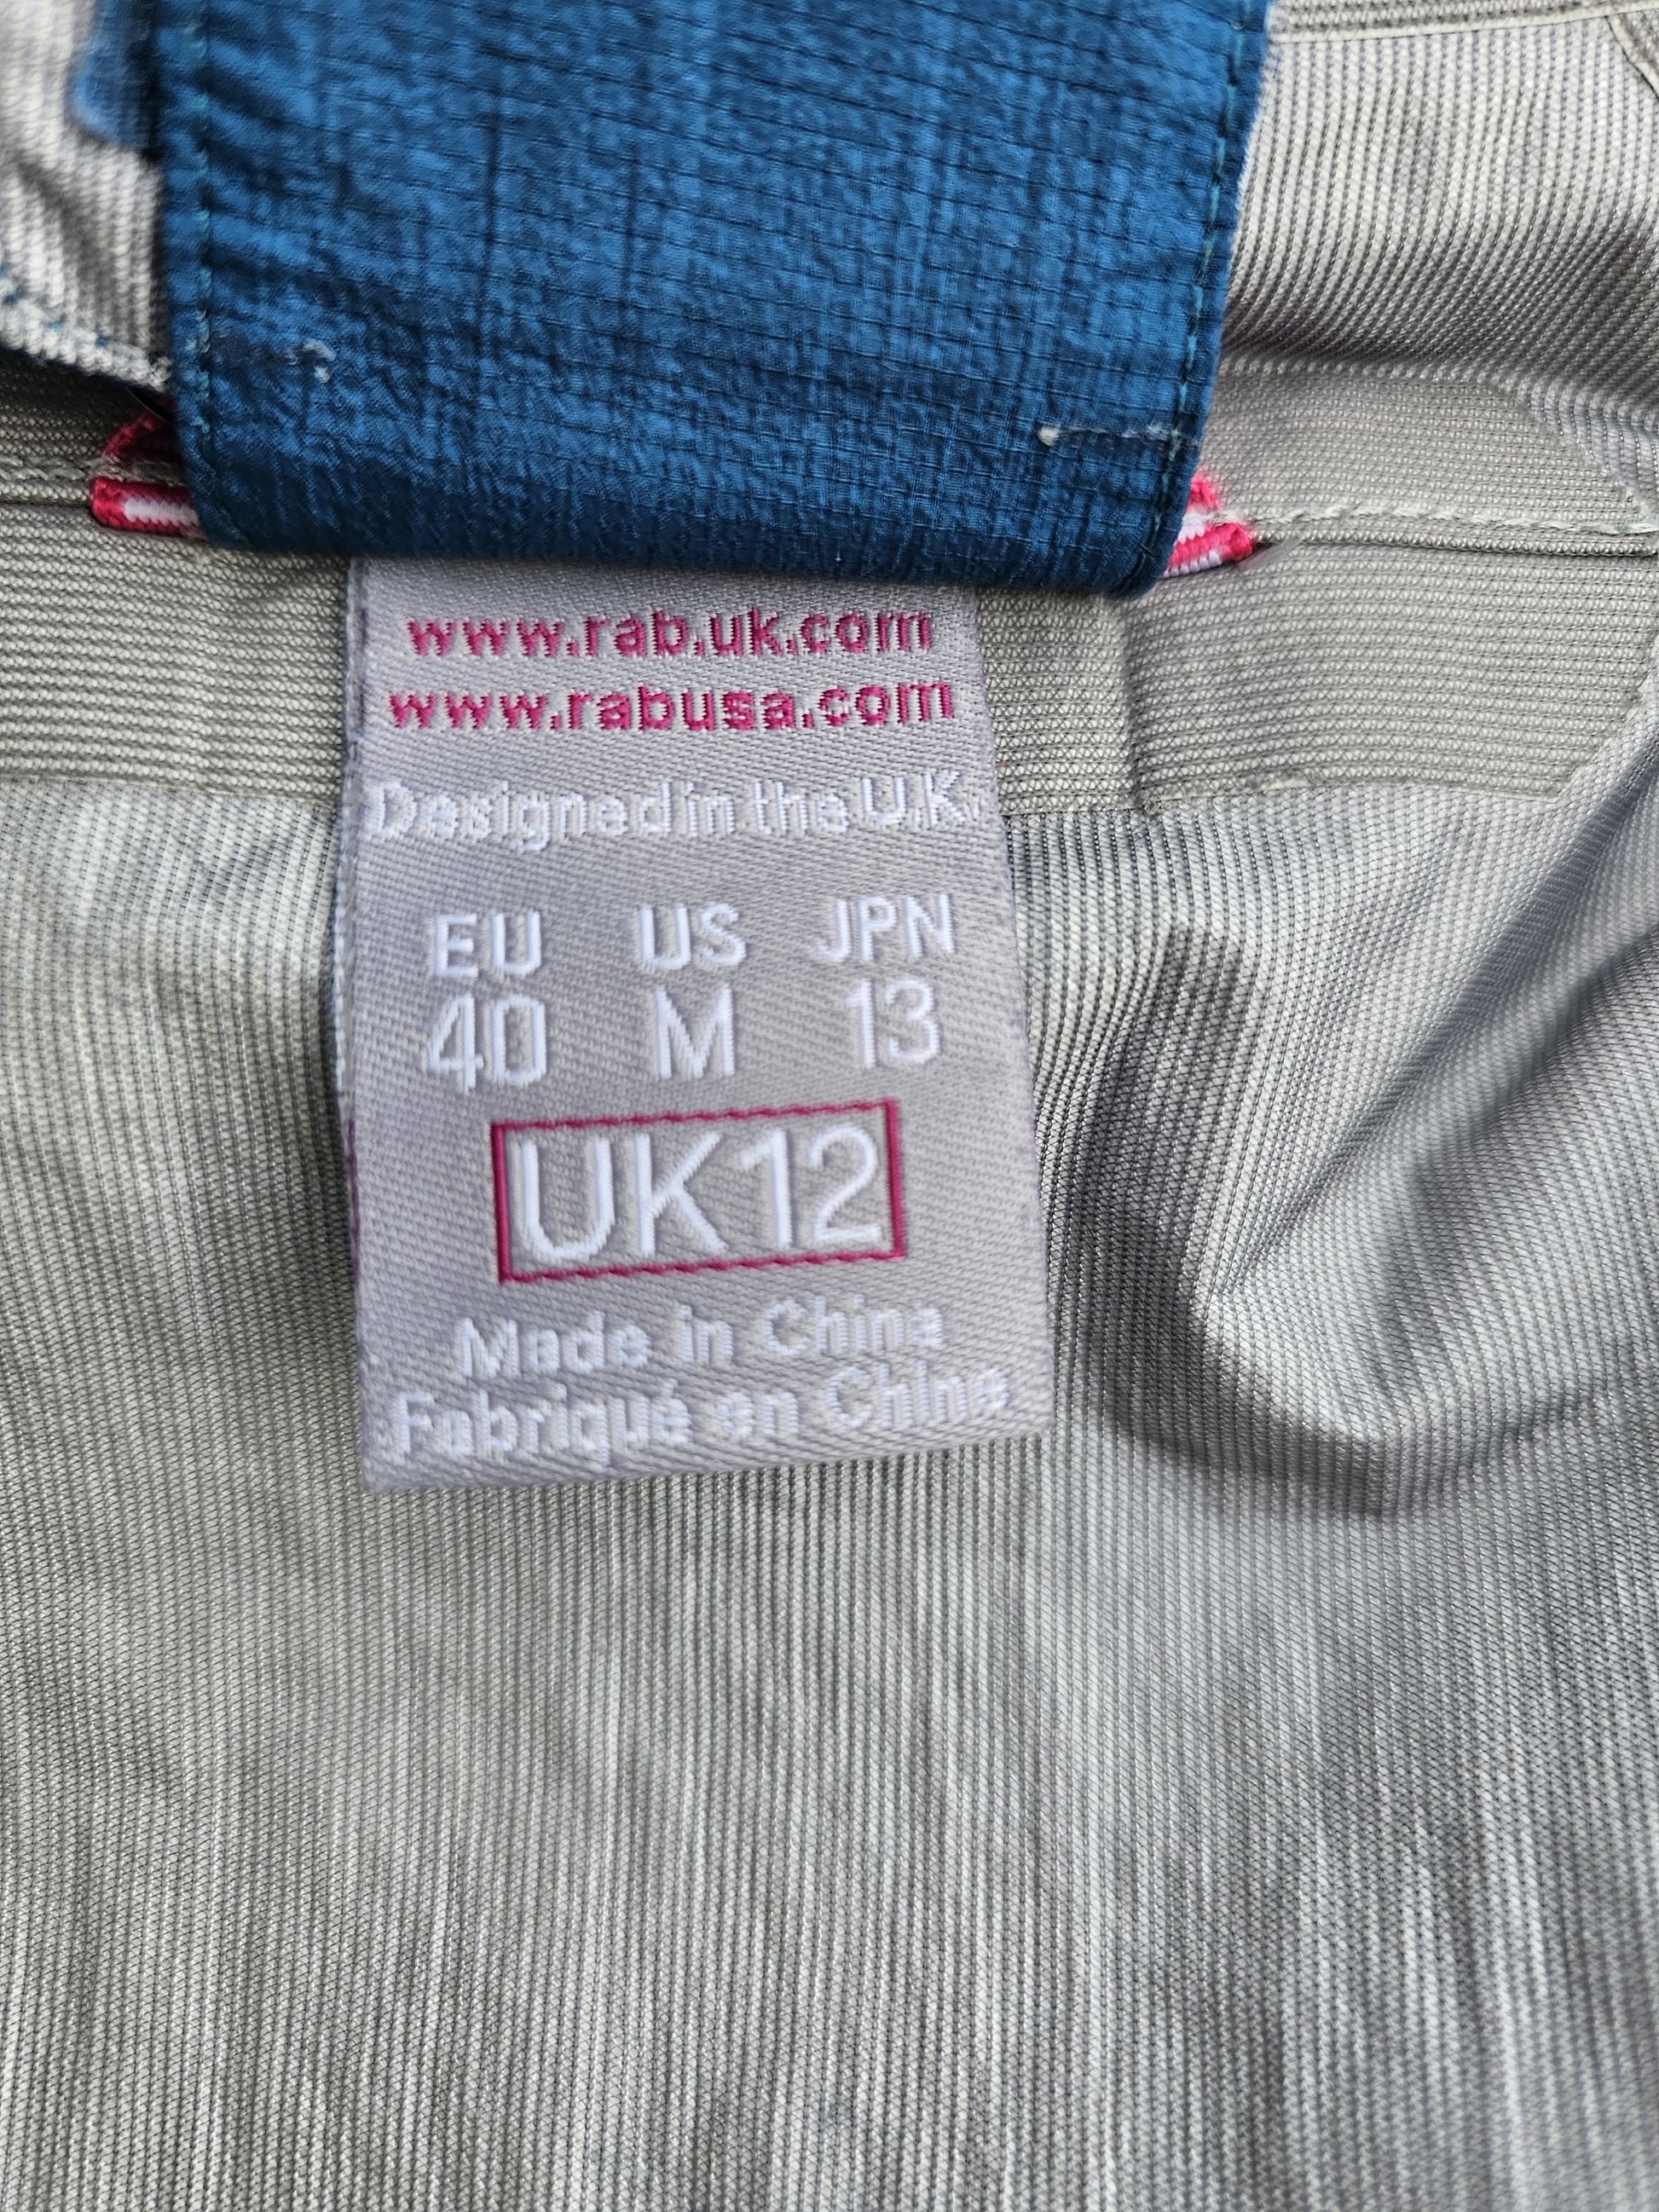 www.rab.uk.com
www.rabusa.com
Designed in the U.K.
EU US JPN
40 M 13
UK12
Made in China
Fabriqué en Chine